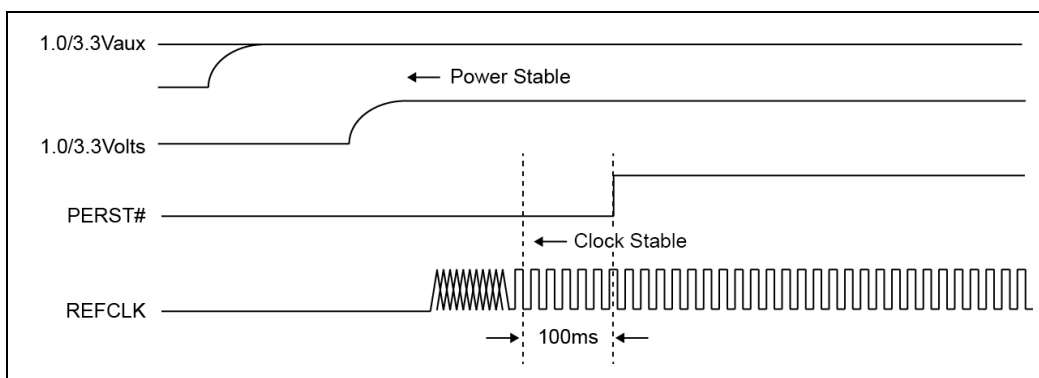 1.0/3.3Vaux
Power Stable
1.0/3.3Volts
PERST#
Clock Stable
REFCLK
100ms